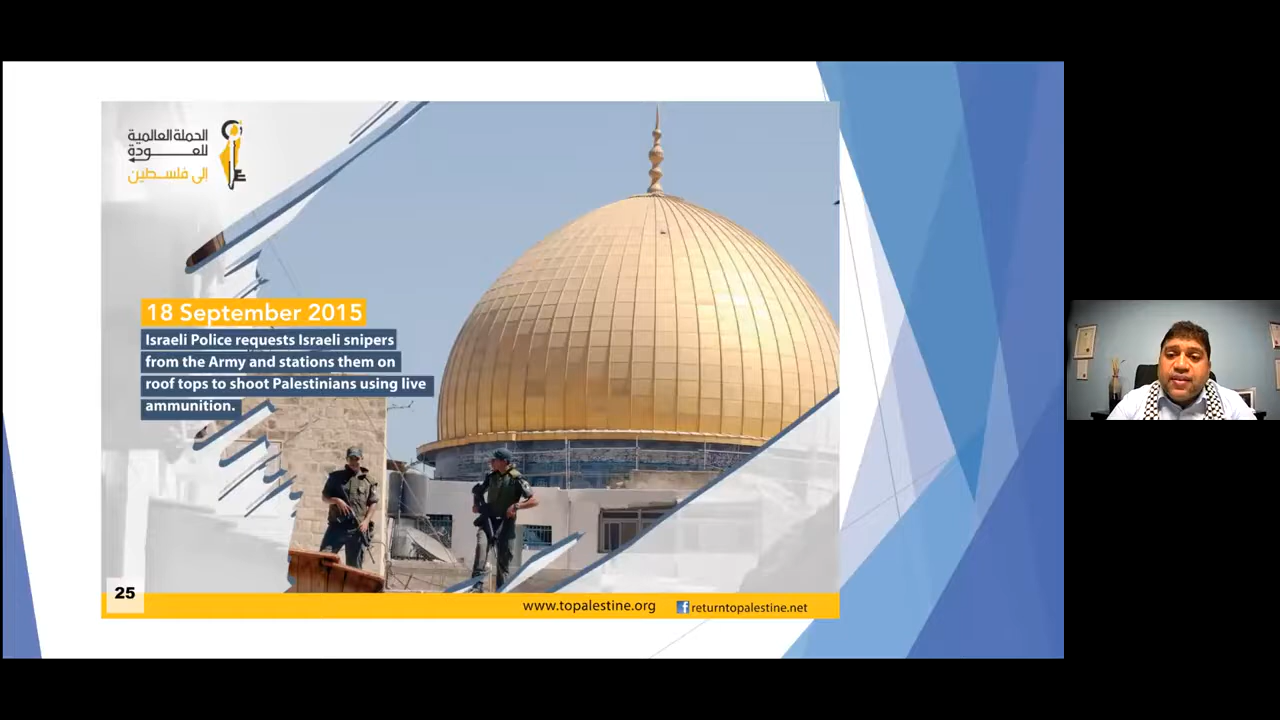 الحملة العالمية
للعودة
إلى فلسطين
18 September 2015
Israeli Police requests Israeli snipers
from the Army and stations them on
roof tops to shoot Palestinians using live
ammunition.
25
www.topalestine.org
returntopalestine.net